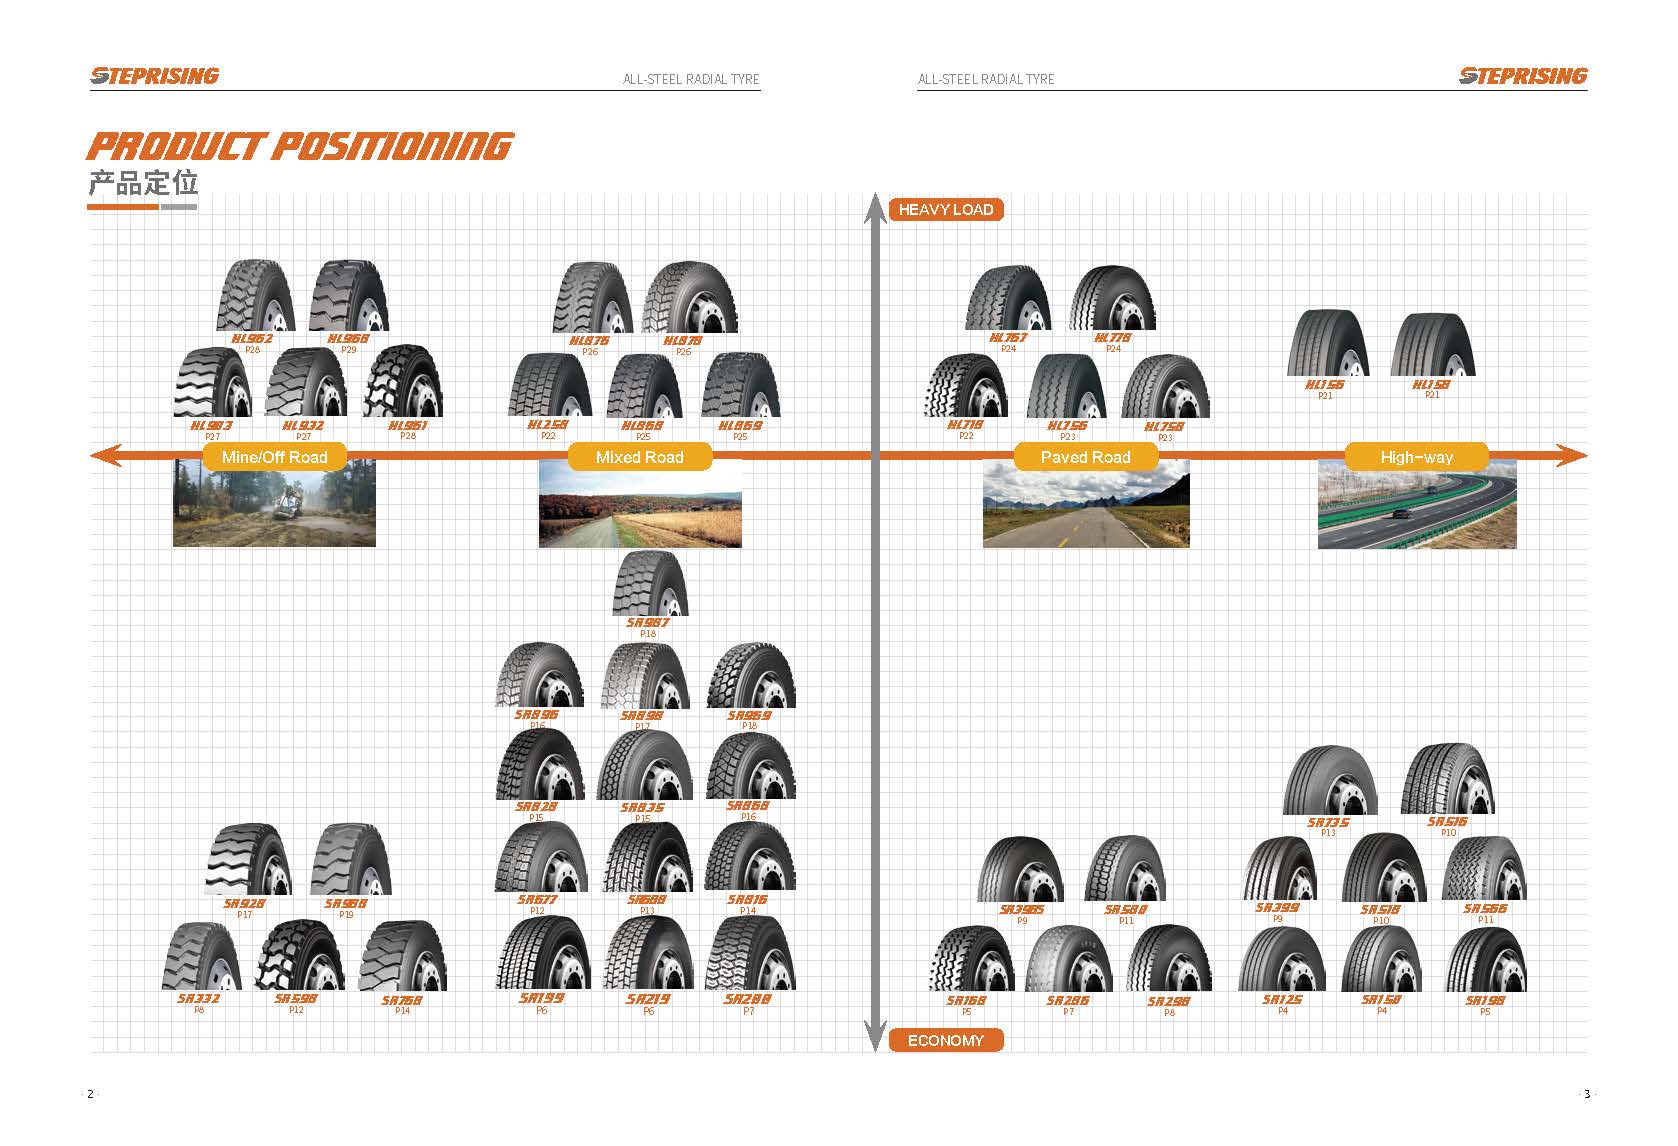 STEPRISING
ALL-STEEL RADIAL TYRE
ALL-STEEL RADIAL TYRE
STEPRISING
PRODUCT POSITIONING
产品定位
HEAVY LOAD
HL962
P28
HL968
P29
HL876
P26
HL878
P26
HL767
P24
HL778
P24
HL156
P21
HL158
P21
HL983
P27
HL932
P27
HL961
P28
HL258
P22
HL868
P25
HL869
P25
HL718
P22
HL756
P23
HL758
P23
Mine/Off Road
Mixed Road
Paved Road
High-way
SR987
P18
SR896
P16
SR898
P17
SR969
P18
SR828
P15
SR835
P15
SR868
P16
SR735
P13
SR516
P10
SR928
P17
SR988
P19
SR677
P12
SR688
P13
SR816
P14
SR398S
P9
SR588
P11
SR399
P9
SR518
P10
SR566
P11
SR332
P8
SR598
P12
SR768
P14
SR199
P6
SR219
P6
SR288
P7
SR168
P5
SR286
P7
SR298
P8
SR125
P4
SR158
P4
SR198
P5
ECONOMY
· 2 ·
· 3 ·